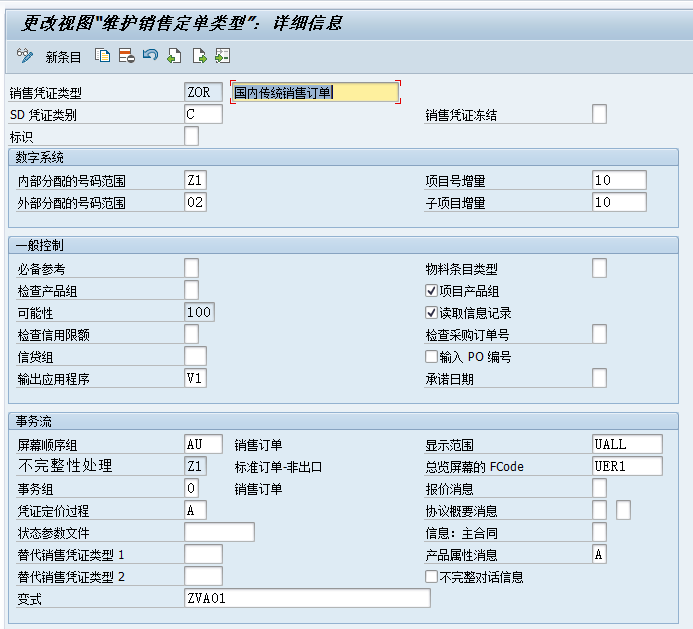 更改视图"维护销售定单类型": 详细信息
新条目
销售凭证类型 ZOR 国内传统销售订单
SD 凭证类别 C 销售凭证冻结
标识
数字系统
内部分配的号码范围 Z1 项目号增量 10
外部分配的号码范围 02 子项目增量 10
一般控制
必备参考 物料条目类型
检查产品组 项目产品组
可能性 100 读取信息记录
检查信用限额 检查采购订单号
信贷组 输入 PO 编号
输出应用程序 V1 承诺日期
事务流
屏幕顺序组 AU 销售订单 显示范围 UALL
不完整性处理 Z1 标准订单-非出口 总览屏幕的 FCode UER1
事务组 0 销售订单 报价消息
凭证定价过程 A 协议概要消息
状态参数文件 信息：主合同
替代销售凭证类型 1 产品属性消息 A
替代销售凭证类型 2 不完整对话信息
变式 ZVA01